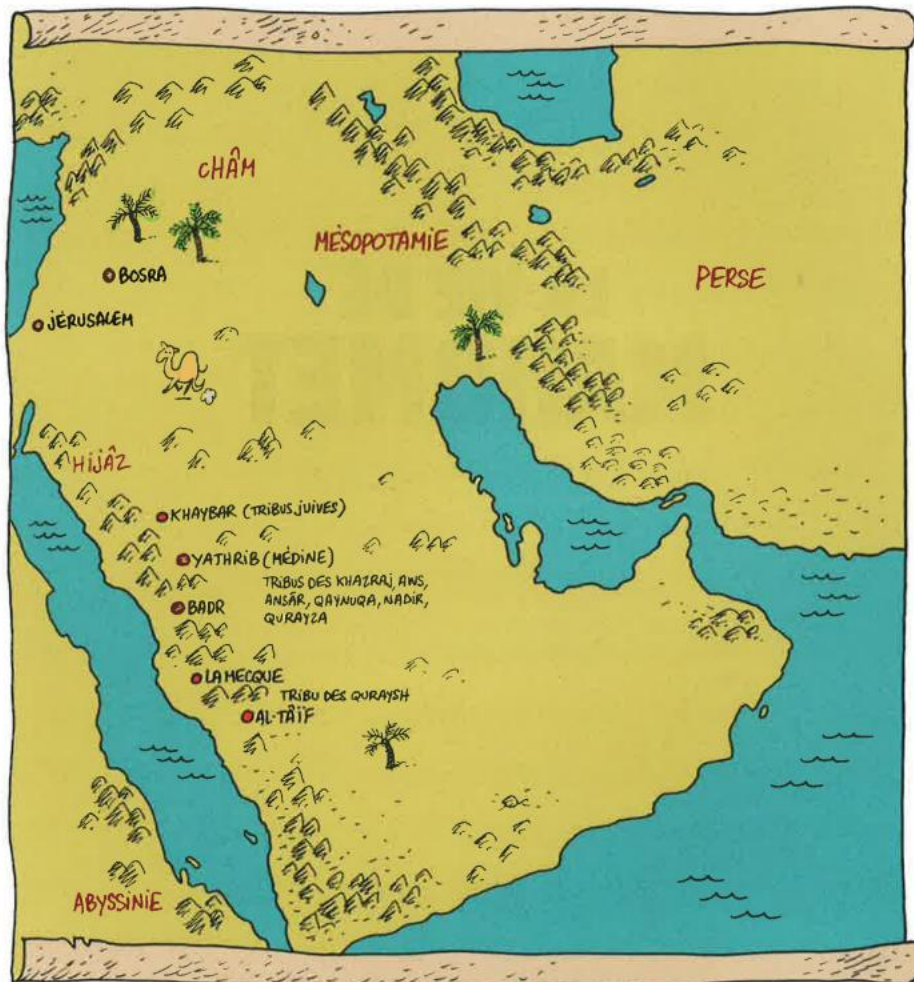 CHÂM
MÉSOPOTAMIE
PERSE
BOSRA
JÉRUSALEM
HIJÂZ
KHAYBAR (TRIBUS JUIVES)
YATHRIB (MÉDINE)
TRIBUS DES KHAZRAJ, AWS,
ANSÂR, QAYNUQA, NADIR,
QURAYZA
BADR
LA MECQUE
TRIBU DES QURAYSH
AL-TÂÏF
ABYSSINIE